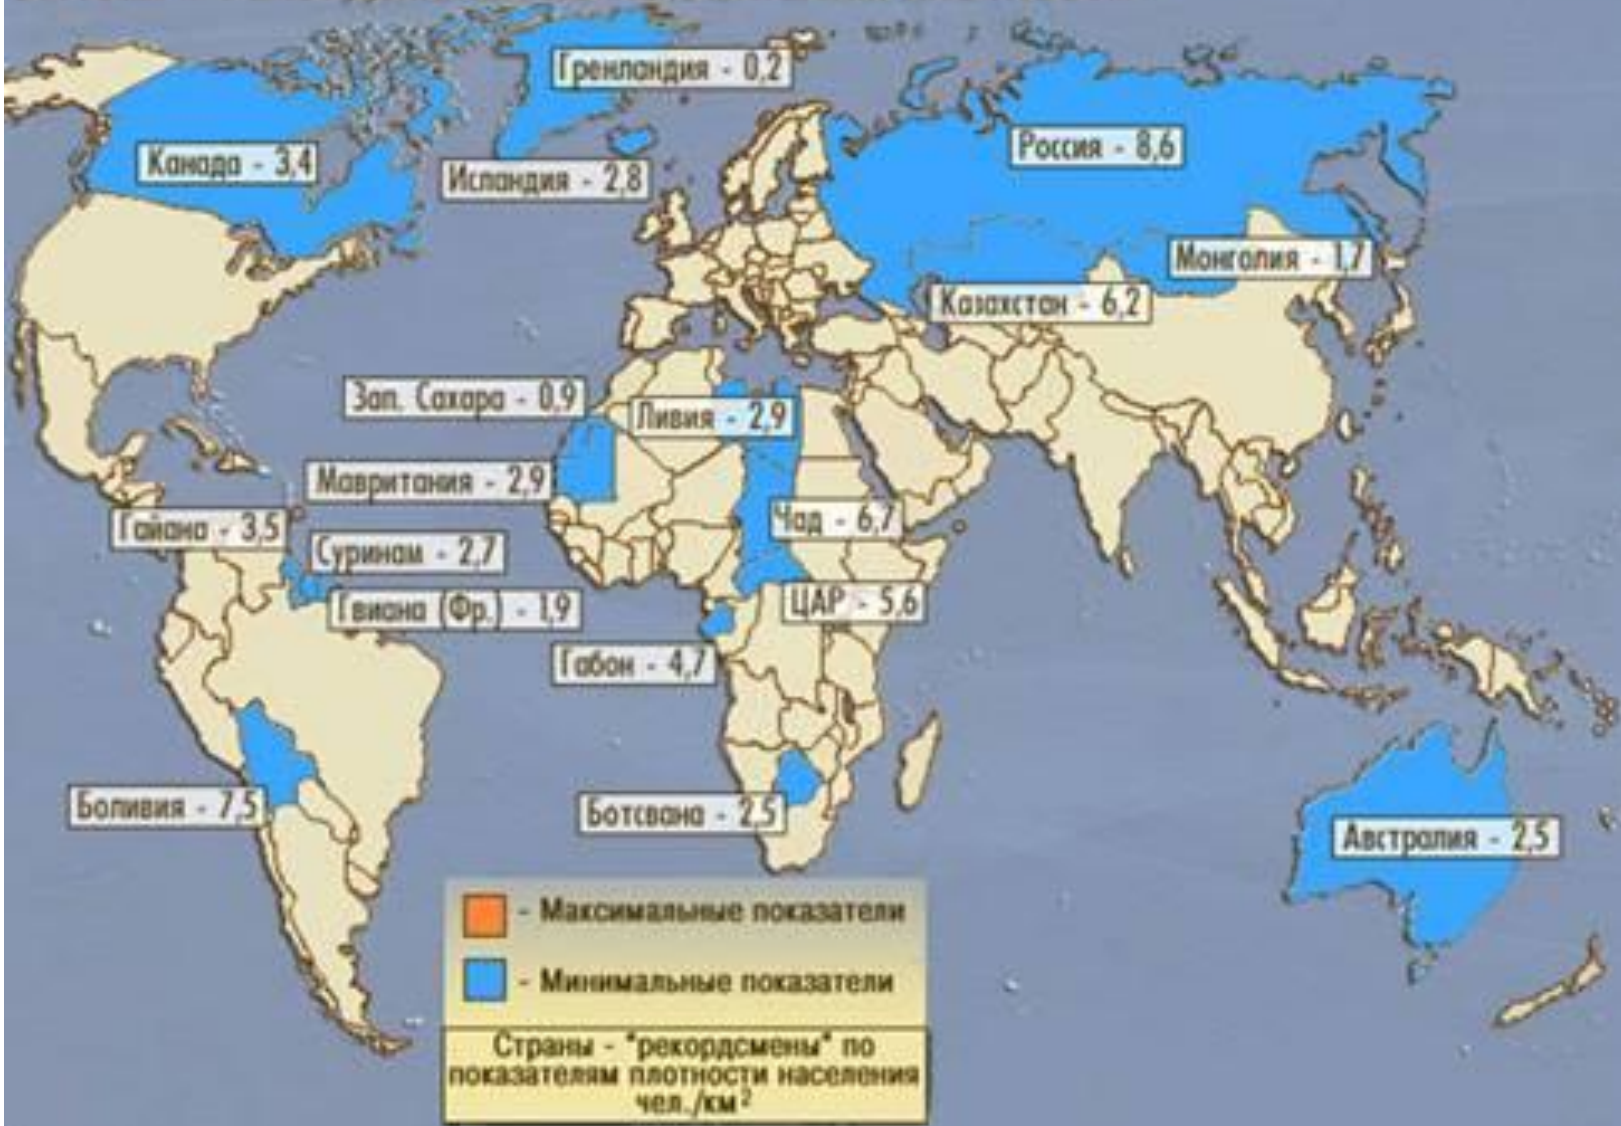 Гренландия - 0,2
Канада - 3,4
Исландия - 2,8
Россия - 8,6
Монголия - 1,7
Казахстан - 6,2
Зап. Сахара - 0,9
Ливия - 2,9
Мавритания - 2,9
Чад - 6,7
Гайана - 3,5
Суринам - 2,7
Гвиана (Фр.) - 1,9
ЦАР - 5,6
Габон - 4,7
Боливия - 7,5
Ботсвана - 2,5
Австралия - 2,5
- Максимальные показатели
- Минимальные показатели
Страны - "рекордсмены" по
показателям плотности населения
чел./км²